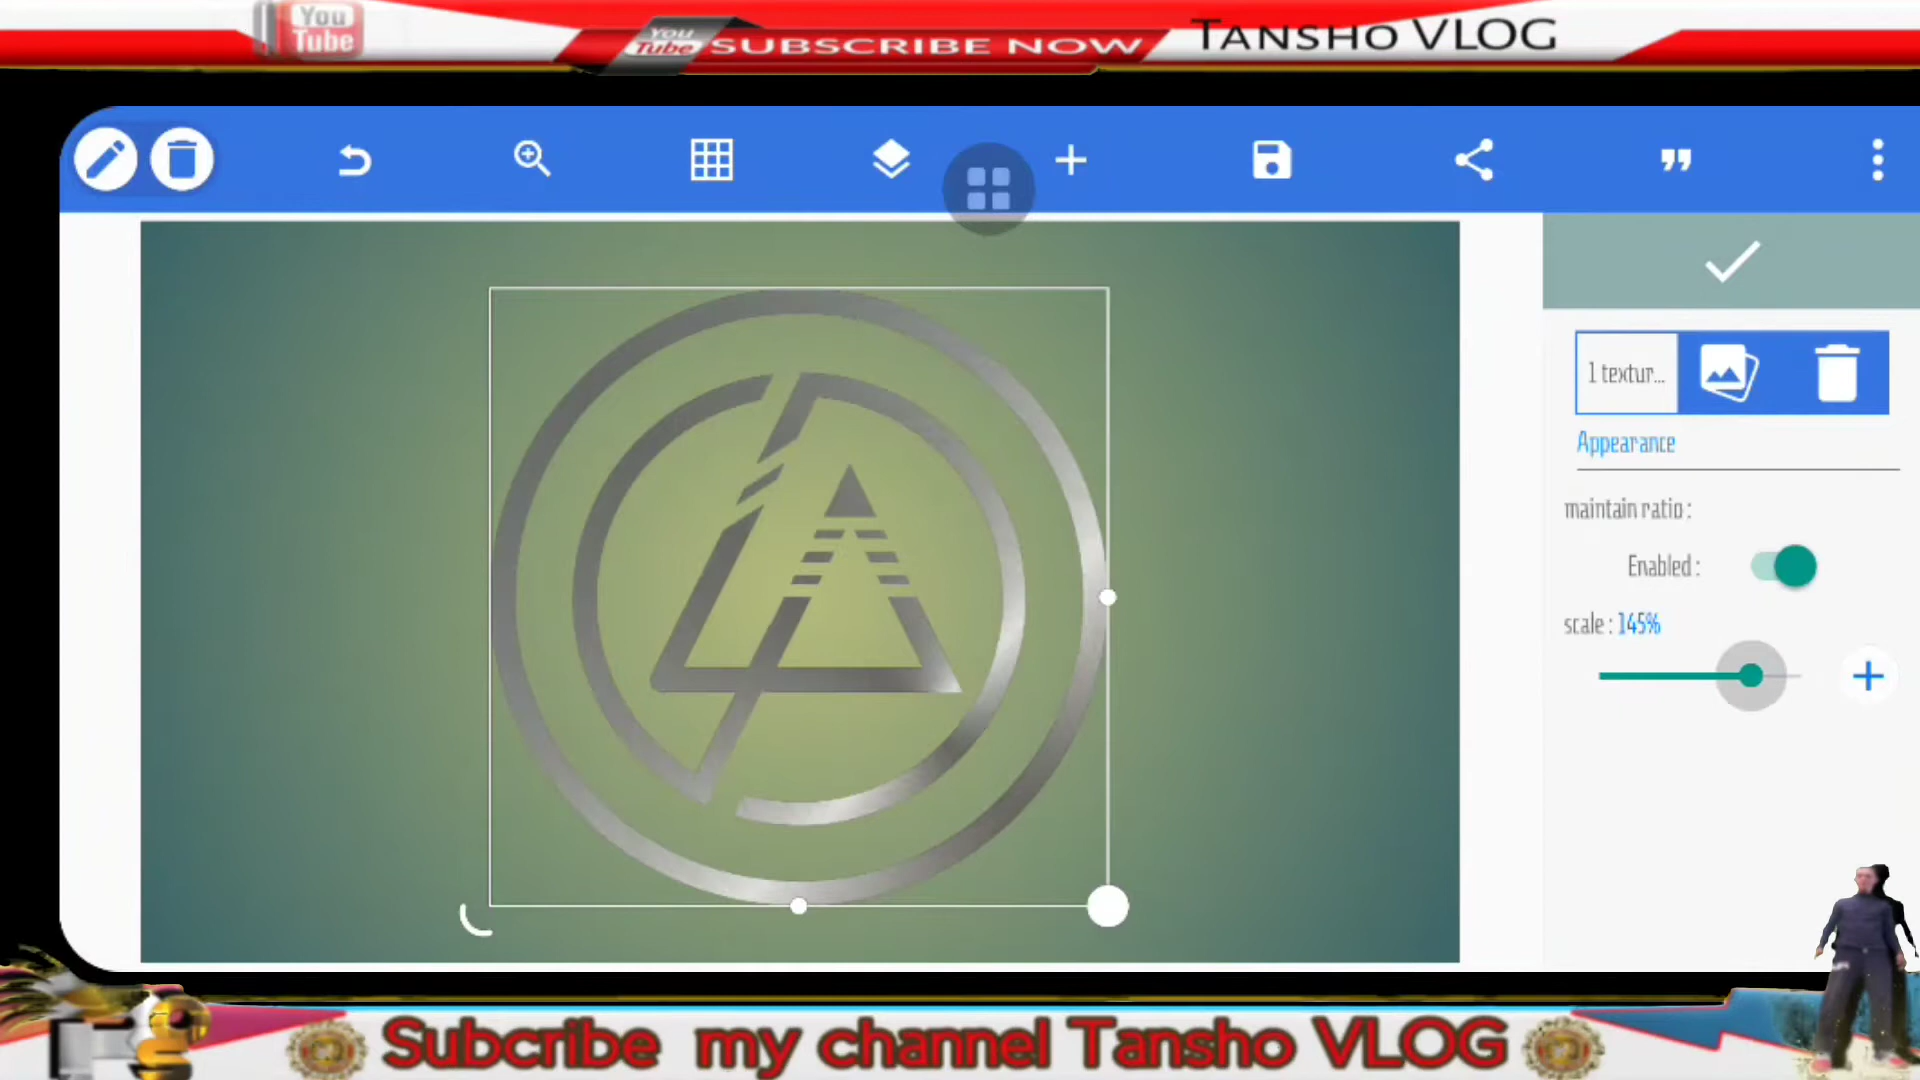 You
Tube
You
Tube
SUBSCRIBE NOW
TANSHO VLOG
1 textur...
Appearance
maintain ratio :
Enabled :
scale : 145%
Subcribe my channel Tansho VLOG